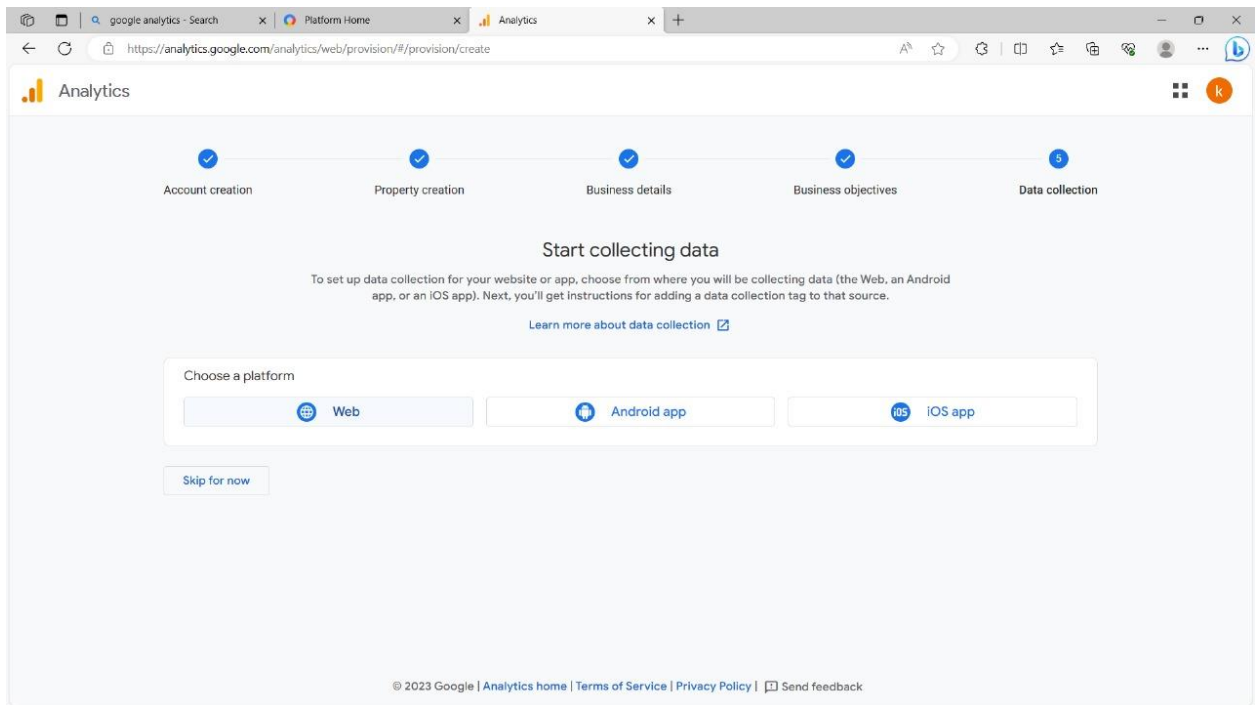 google analytics - Search
Platform Home
Analytics
https://analytics.google.com/analytics/web/provision/#/provision/create
Analytics
k
5
Account creation
Property creation
Business details
Business objectives
Data collection
Start collecting data
To set up data collection for your website or app, choose from where you will be collecting data (the Web, an Android
app, or an iOS app). Next, you'll get instructions for adding a data collection tag to that source.
Learn more about data collection
Choose a platform
Web
Android app
iOS
iOS app
Skip for now
© 2023 Google | Analytics home | Terms of Service | Privacy Policy | Send feedback